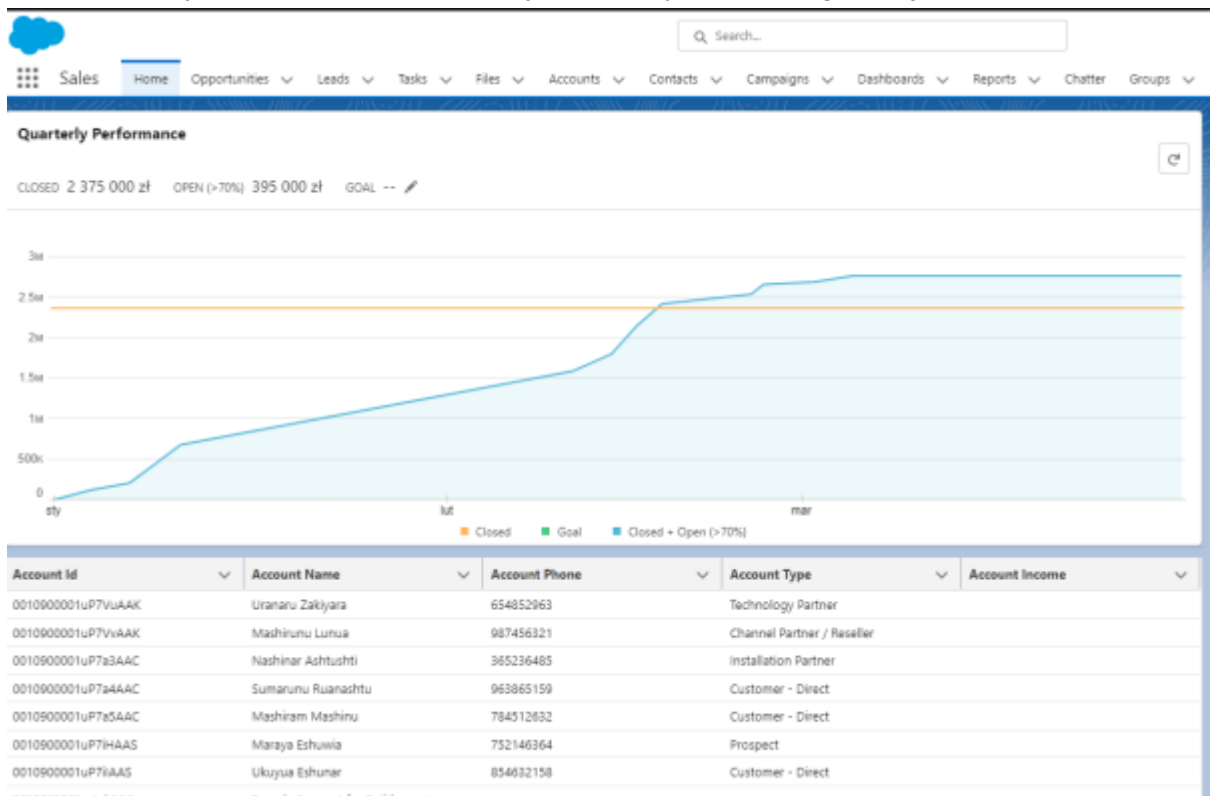 Search...
Sales Home Opportunities Leads Tasks Files Accounts Contacts Campaigns Dashboards Reports Chatter Groups
Quarterly Performance
CLOSED 2 375 000 zł OPEN (>70%) 395 000 zł GOAL --
3M
2.5M
2M
1.5M
1M
500K
0
sty lut mar
Closed Goal Closed + Open (>70%)
Account Id Account Name Account Phone Account Type Account Income
0010900001uP7VuAAK Uranaru Zakiyara 654852963 Technology Partner
0010900001uP7VvAAK Mashirunu Lunua 987456321 Channel Partner / Reseller
0010900001uP7a3AAC Nashinar Ashtushti 365236485 Installation Partner
0010900001uP7a4AAC Sumarunu Ruanashtu 963865159 Customer - Direct
0010900001uP7a5AAC Mashiram Mashinu 784512632 Customer - Direct
0010900001uP7iHAAS Maraya Eshuwia 752146364 Prospect
0010900001uP7iIAAS Ukuyua Eshunar 854632158 Customer - Direct